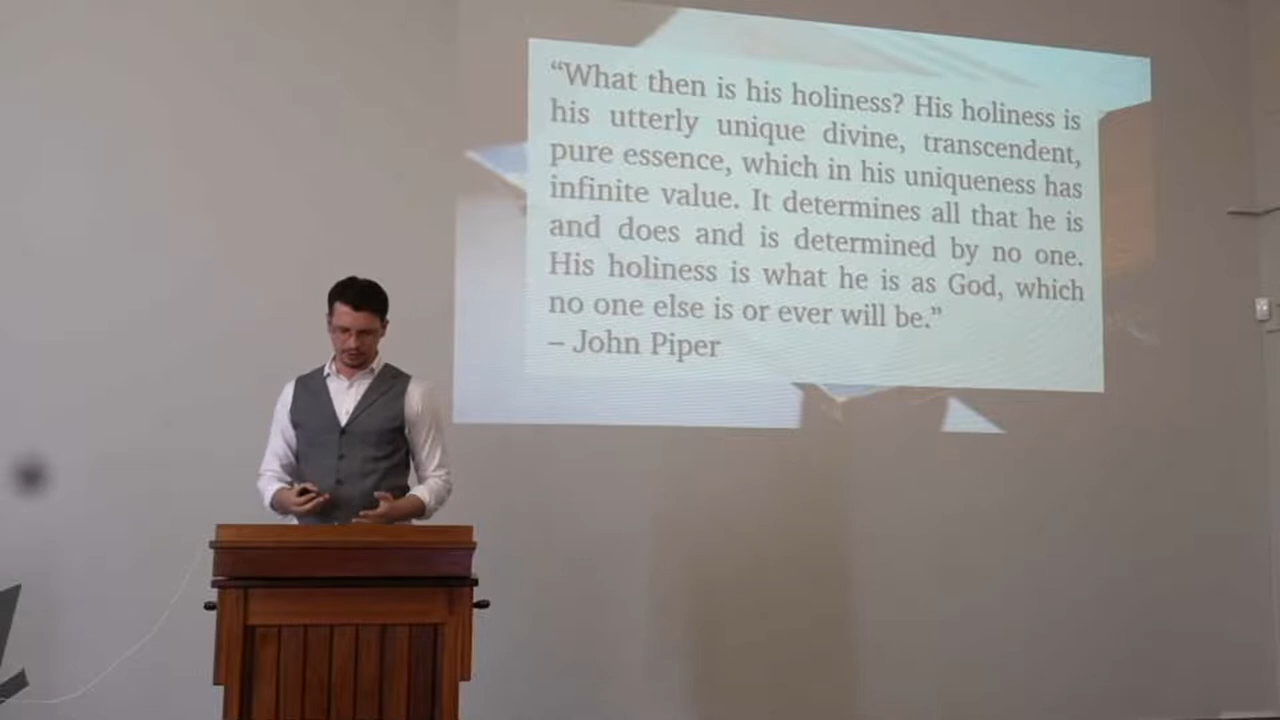 “What then is his holiness? His holiness is
his utterly unique divine, transcendent,
pure essence, which in his uniqueness has
infinite value. It determines all that he is
and does and is determined by no one.
His holiness is what he is as God, which
no one else is or ever will be.”
– John Piper